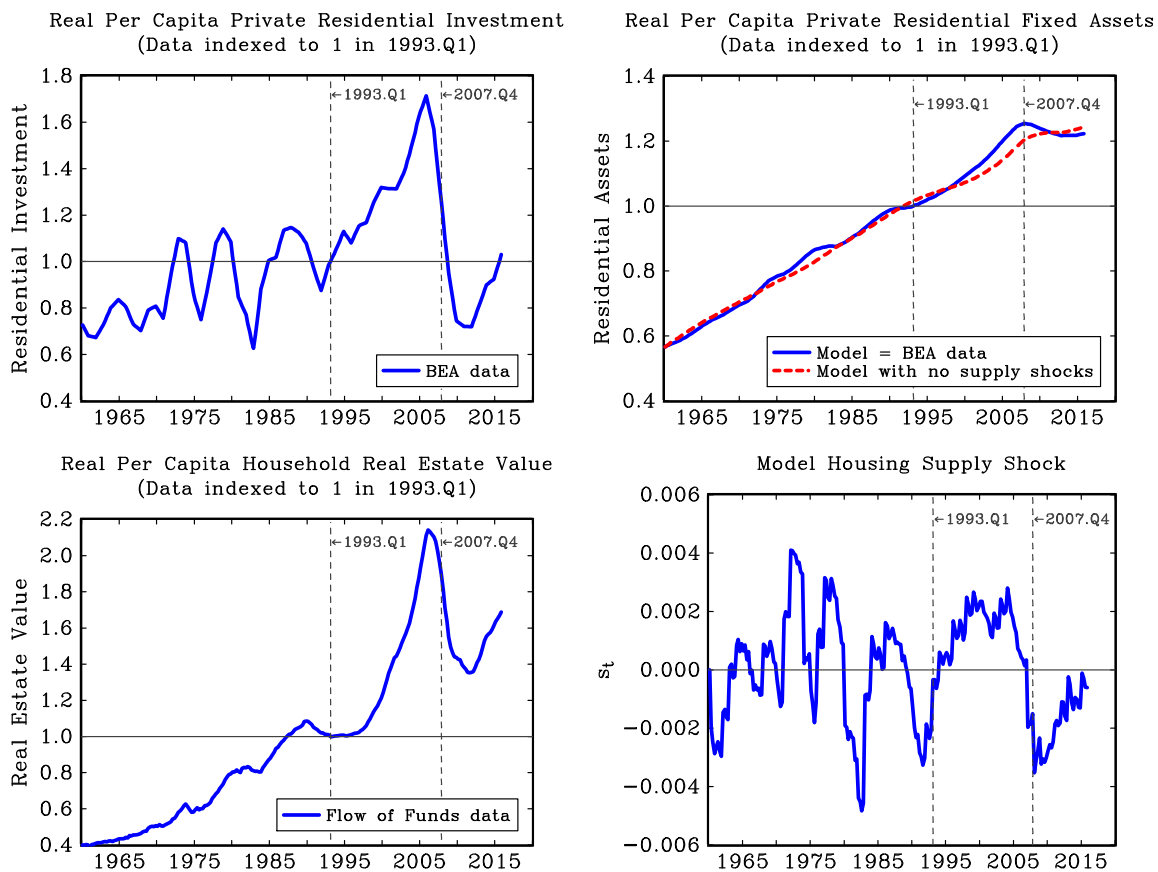 Real Per Capita Private Residential Investment
(Data indexed to 1 in 1993.Q1)
1.8
1.6
1.4
1.2
1.0
0.8
0.6
0.4
Residential Investment
←1993.Q1
←2007.Q4
BEA data
1965 1975 1985 1995 2005 2015
Real Per Capita Private Residential Fixed Assets
(Data indexed to 1 in 1993.Q1)
1.4
1.2
1.0
0.8
0.6
0.4
Residential Assets
←1993.Q1
←2007.Q4
Model = BEA data
Model with no supply shocks
1965 1975 1985 1995 2005 2015
Real Per Capita Household Real Estate Value
(Data indexed to 1 in 1993.Q1)
2.2
2.0
1.8
1.6
1.4
1.2
1.0
0.8
0.6
0.4
Real Estate Value
←1993.Q1
←2007.Q4
Flow of Funds data
1965 1975 1985 1995 2005 2015
Model Housing Supply Shock
0.006
0.004
0.002
0.000
−0.002
−0.004
−0.006
s_t
←1993.Q1
←2007.Q4
1965 1975 1985 1995 2005 2015